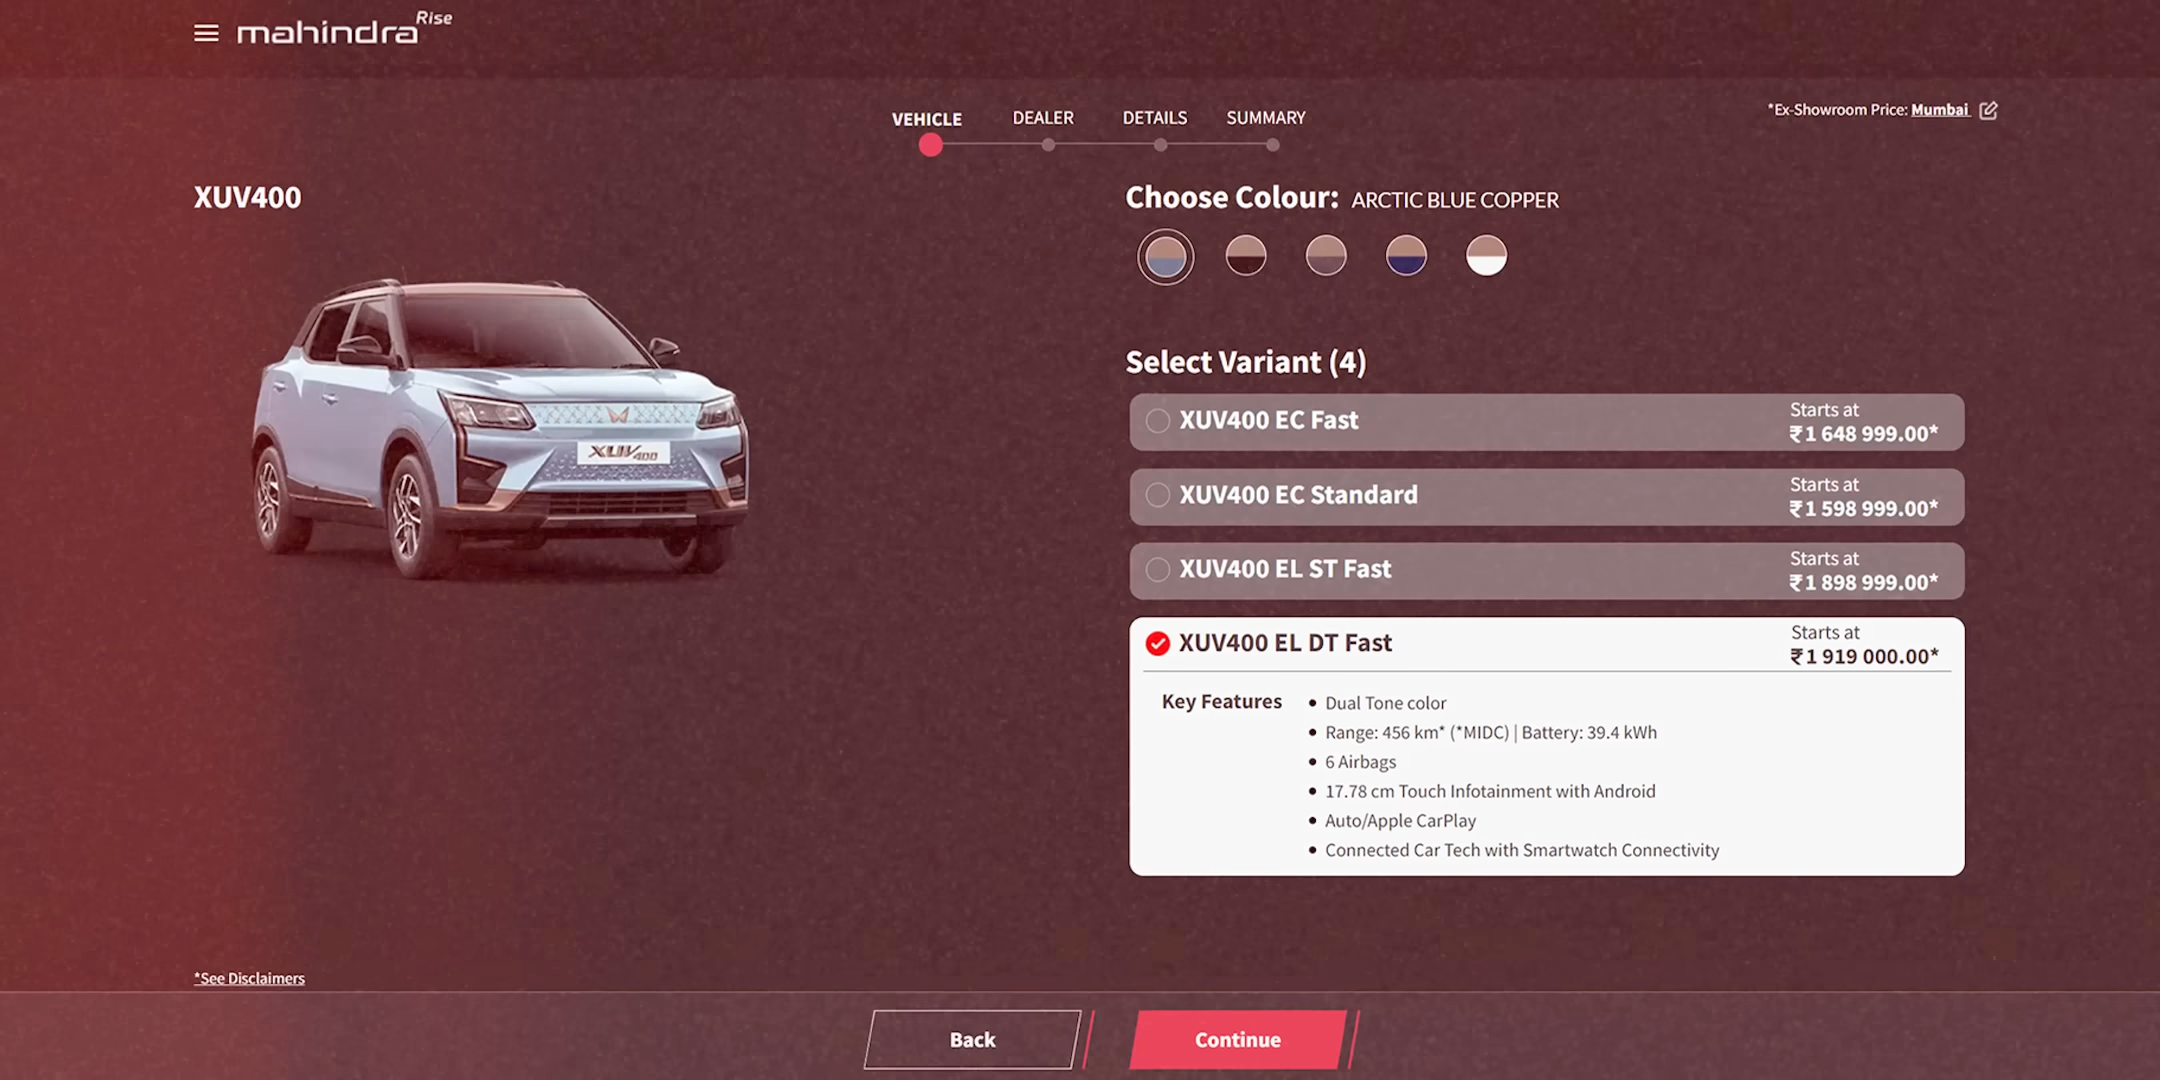 mahindra Rise
VEHICLE
DEALER
DETAILS
SUMMARY
*Ex-Showroom Price: Mumbai
XUV400
Choose Colour: ARCTIC BLUE COPPER
XUV400
Select Variant (4)
XUV400 EC Fast
Starts at
₹1 648 999.00*
XUV400 EC Standard
Starts at
₹1 598 999.00*
XUV400 EL ST Fast
Starts at
₹1 898 999.00*
XUV400 EL DT Fast
Starts at
₹1 919 000.00*
Key Features
• Dual Tone color
• Range: 456 km* (*MIDC) | Battery: 39.4 kWh
• 6 Airbags
• 17.78 cm Touch Infotainment with Android
• Auto/Apple CarPlay
• Connected Car Tech with Smartwatch Connectivity
*See Disclaimers
Back
Continue